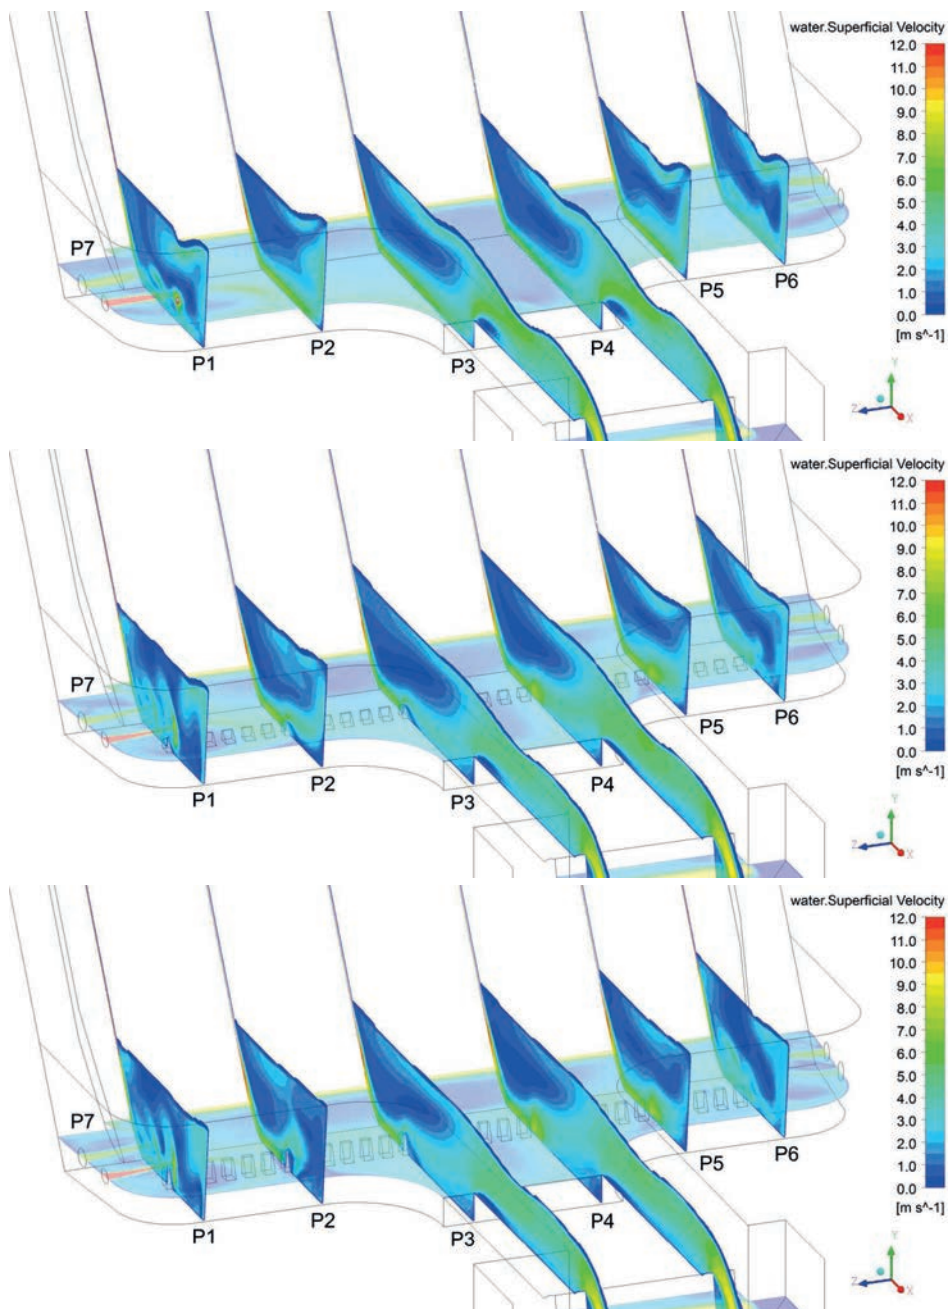 water.Superficial Velocity
12.0
11.0
10.0
9.0
8.0
7.0
6.0
5.0
4.0
3.0
2.0
1.0
0.0
[m s^-1]
P7
P1
P2
P3
P4
P5
P6
Y
Z
X
water.Superficial Velocity
12.0
11.0
10.0
9.0
8.0
7.0
6.0
5.0
4.0
3.0
2.0
1.0
0.0
[m s^-1]
P7
P1
P2
P3
P4
P5
P6
Y
Z
X
water.Superficial Velocity
12.0
11.0
10.0
9.0
8.0
7.0
6.0
5.0
4.0
3.0
2.0
1.0
0.0
[m s^-1]
P7
P1
P2
P3
P4
P5
P6
Y
Z
X